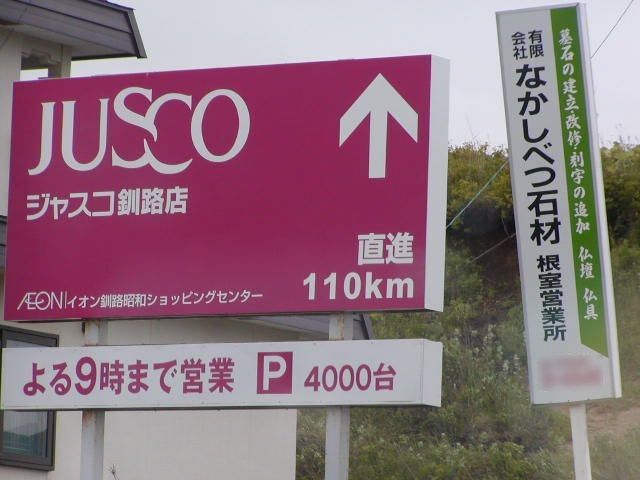 JUSCO
ジャスコ釧路店
直進
110km
ÆON イオン釧路昭和ショッピングセンター
よる9時まで営業 P 4000台
墓石の建立・改修・刻字の追加 仏壇 仏具
有限会社 なかしべつ石材 根室営業所